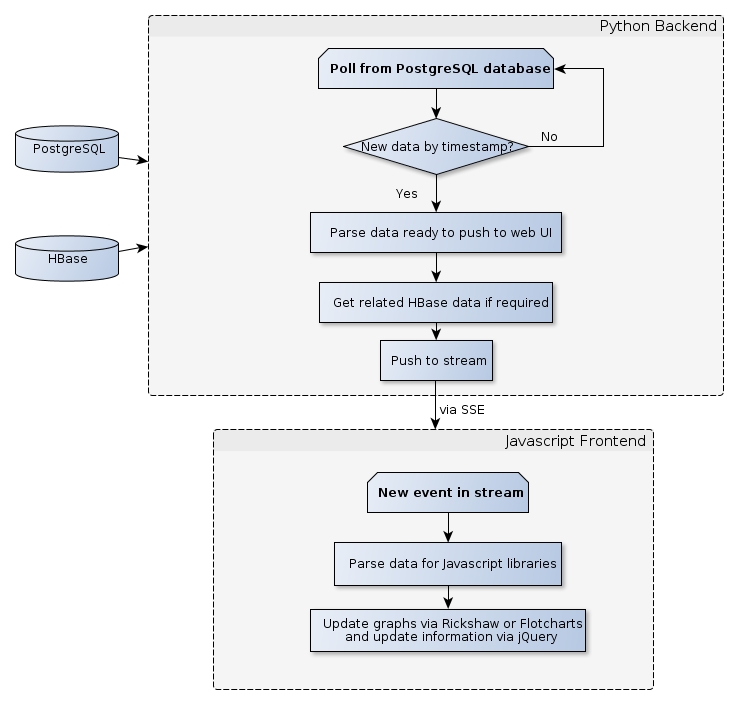 Python Backend
Poll from PostgreSQL database
No
New data by timestamp?
PostgreSQL
Yes
Parse data ready to push to web UI
HBase
Get related HBase data if required
Push to stream
via SSE
Javascript Frontend
New event in stream
Parse data for Javascript libraries
Update graphs via Rickshaw or Flotcharts
and update information via jQuery